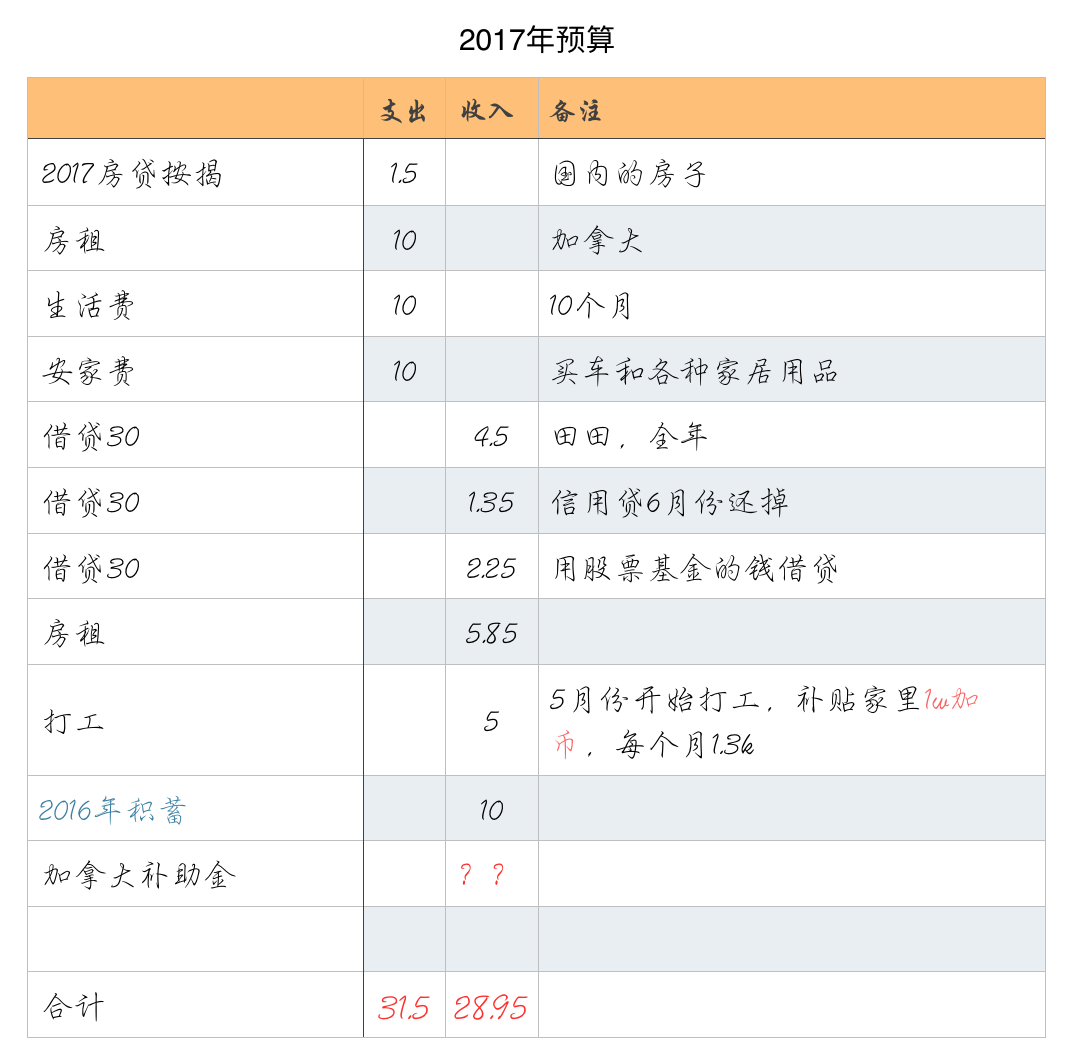 2017年预算
支出 收入 备注
2017房贷按揭 1.5 国内的房子
房租 10 加拿大
生活费 10 10个月
安家费 10 买车和各种家居用品
借贷30 4.5 田田，全年
借贷30 1.35 信用贷6月份还掉
借贷30 2.25 用股票基金的钱借贷
房租 5.85
打工 5 5月份开始打工，补贴家里1w加
币，每个月1.3k
2016年积蓄 10
加拿大补助金 ？？
合计 31.5 28.95